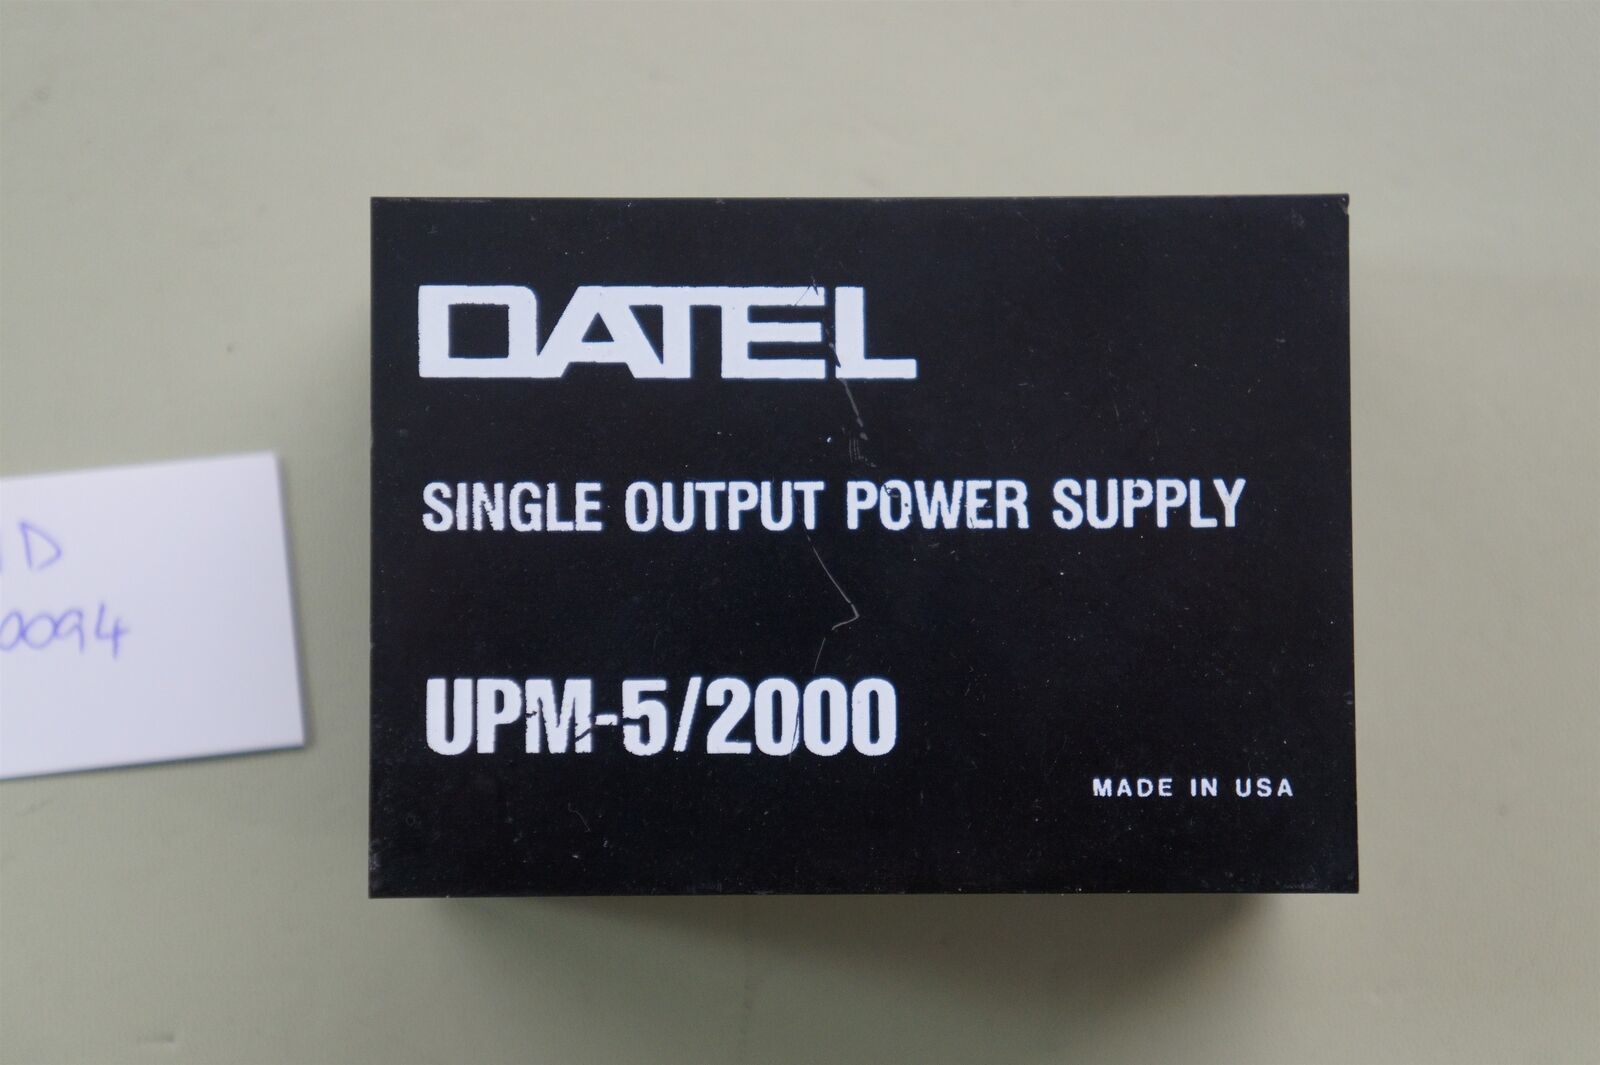 DATEL
SINGLE OUTPUT POWER SUPPLY
UPM-5/2000
MADE IN USA
D
0094